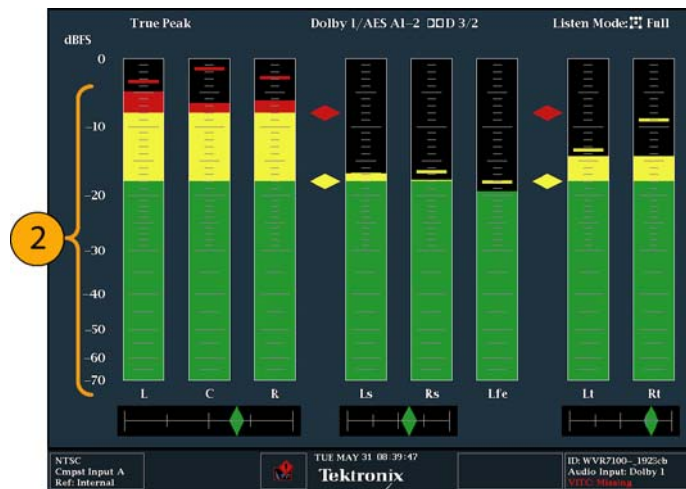 True Peak
Dolby 1/AES A1-2 DD 3/2
Listen Mode: Full
dBFS
0
-10
-20
-30
-40
-50
-60
-70
2
L C R Ls Rs Lfe Lt Rt
NTSC
Cmpst Input A
Ref: Internal
TUE MAY 31 08:39:47
Tektronix
ID: WVR7100-_1923cb
Audio Input: Dolby 1
VITC: Missing